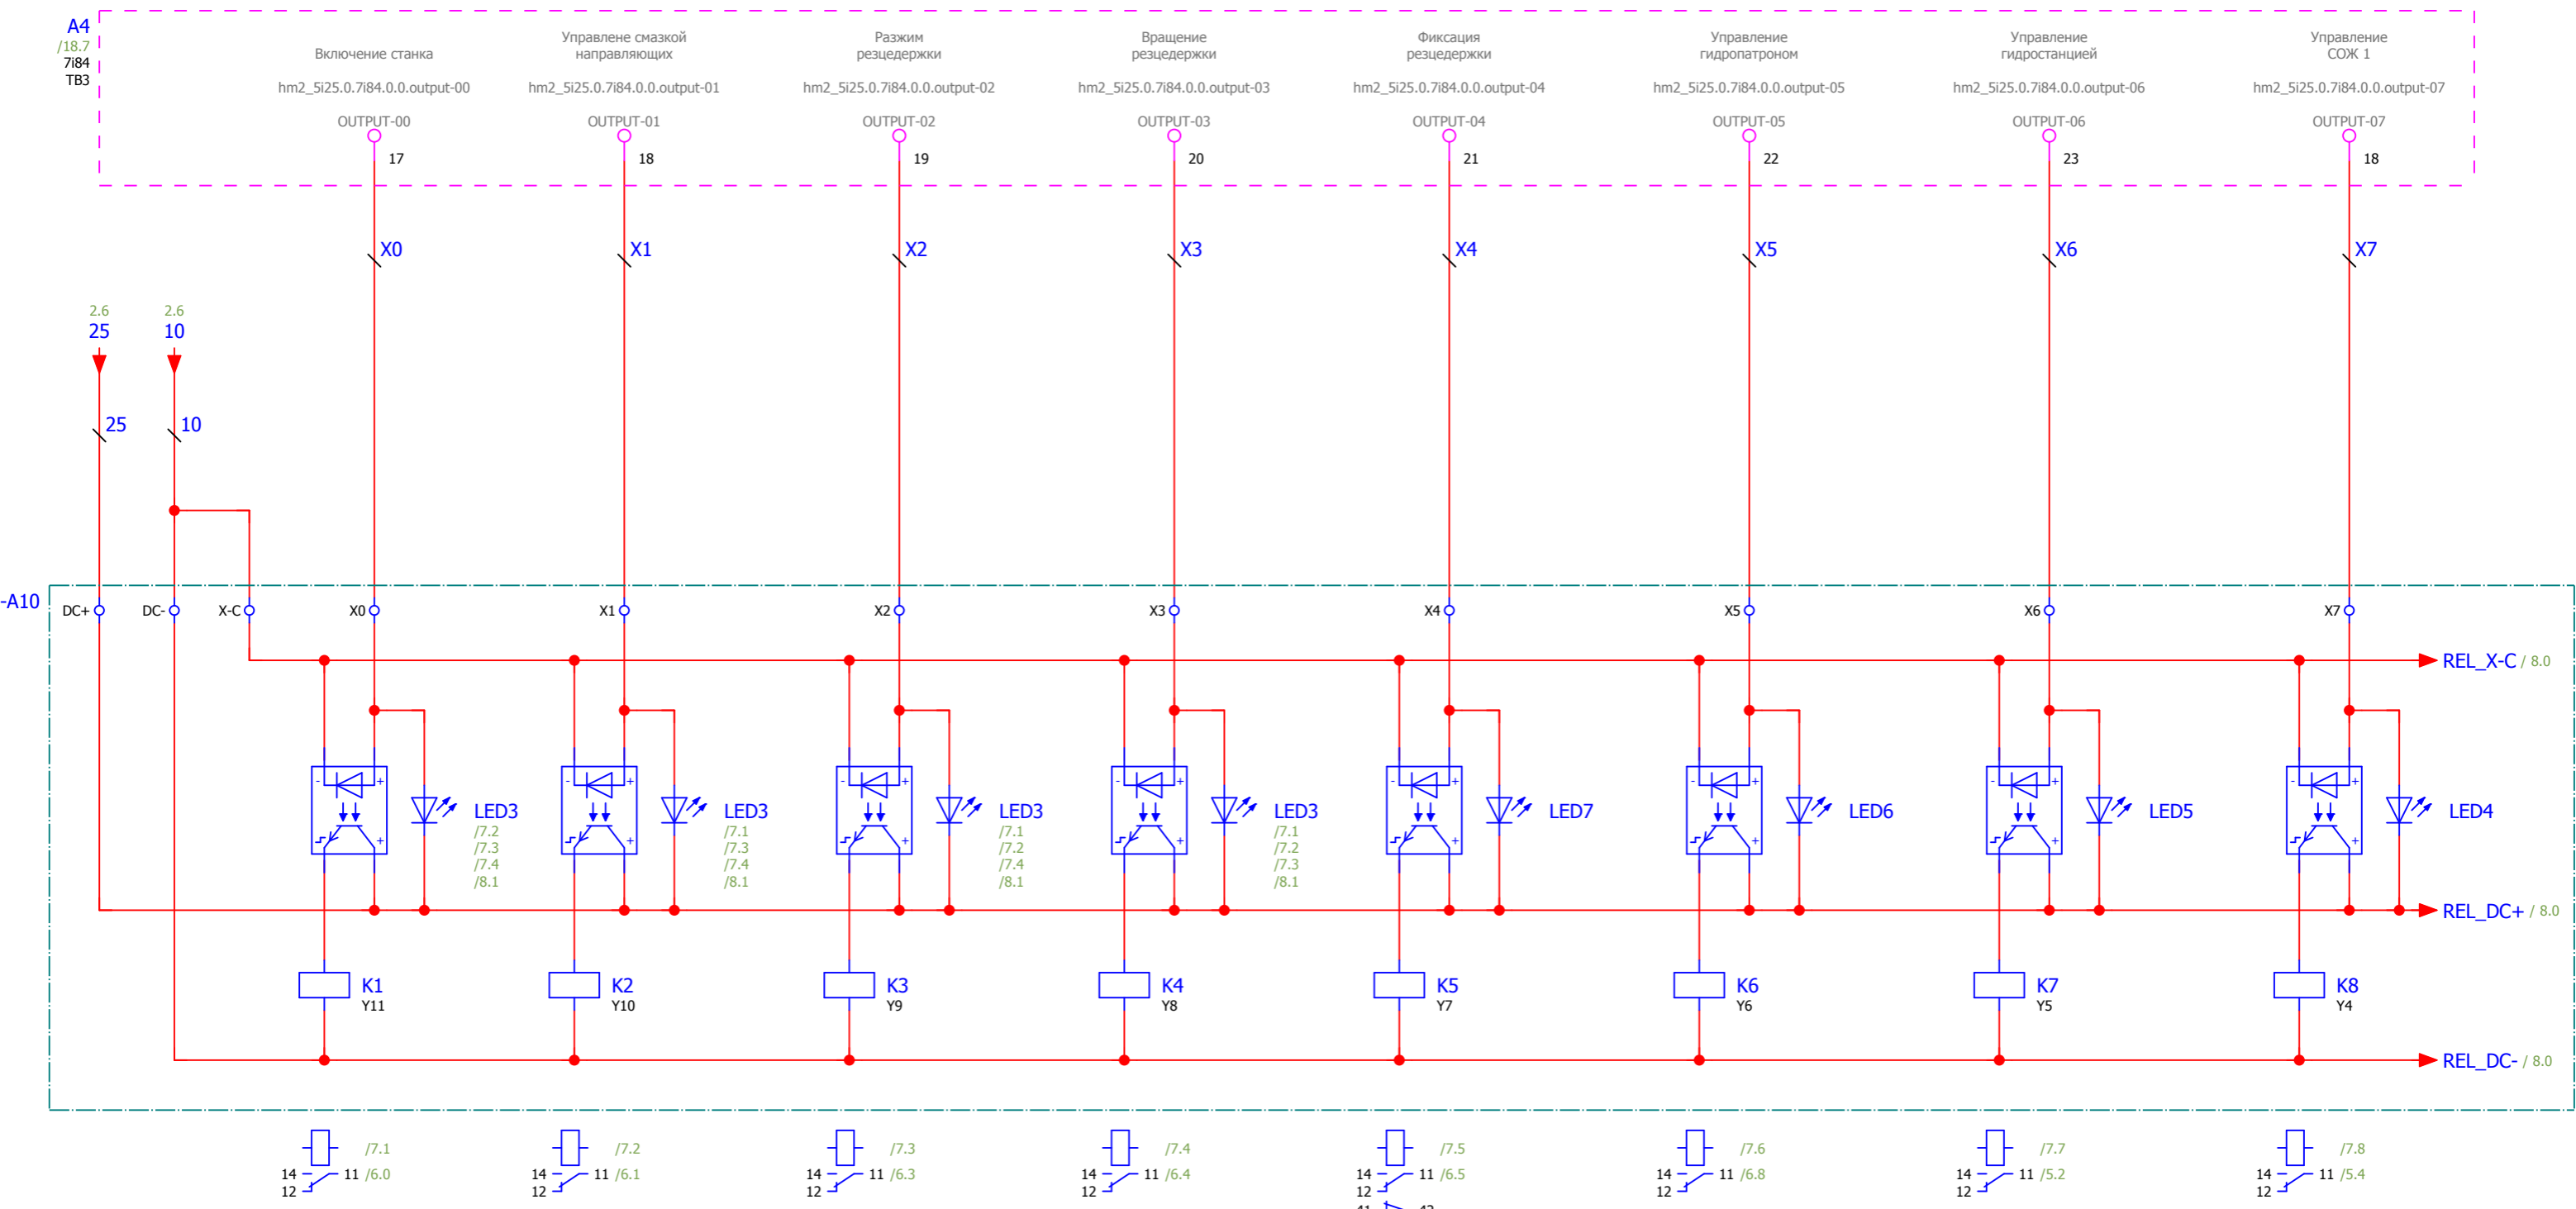 A4
/18.7
7i84
TB3
Включение станка
hm2_5i25.0.7i84.0.0.output-00
OUTPUT-00
17
Управлене смазкой
направляющих
hm2_5i25.0.7i84.0.0.output-01
OUTPUT-01
18
Разжим
резцедержки
hm2_5i25.0.7i84.0.0.output-02
OUTPUT-02
19
Вращение
резцедержки
hm2_5i25.0.7i84.0.0.output-03
OUTPUT-03
20
Фиксация
резцедержки
hm2_5i25.0.7i84.0.0.output-04
OUTPUT-04
21
Управление
гидропатроном
hm2_5i25.0.7i84.0.0.output-05
OUTPUT-05
22
Управление
гидростанцией
hm2_5i25.0.7i84.0.0.output-06
OUTPUT-06
23
Управление
СОЖ 1
hm2_5i25.0.7i84.0.0.output-07
OUTPUT-07
18
X0
X1
X2
X3
X4
X5
X6
X7
2.6
25
2.6
10
25
10
-A10
DC+
DC-
X-C
X0
X1
X2
X3
X4
X5
X6
X7
REL_X-C / 8.0
- +
- +
- +
- +
- +
- +
- +
- +
LED3
/7.2
/7.3
/7.4
/8.1
LED3
/7.1
/7.3
/7.4
/8.1
LED3
/7.1
/7.2
/7.4
/8.1
LED3
/7.1
/7.2
/7.3
/8.1
LED7
LED6
LED5
LED4
+
+
+
+
+
+
+
+
REL_DC+ / 8.0
K1
Y11
K2
Y10
K3
Y9
K4
Y8
K5
Y7
K6
Y6
K7
Y5
K8
Y4
REL_DC- / 8.0
/7.1
14 11 /6.0
12
/7.2
14 11 /6.1
12
/7.3
14 11 /6.3
12
/7.4
14 11 /6.4
12
/7.5
14 11 /6.5
12
/7.6
14 11 /6.8
12
/7.7
14 11 /5.2
12
/7.8
14 11 /5.4
12